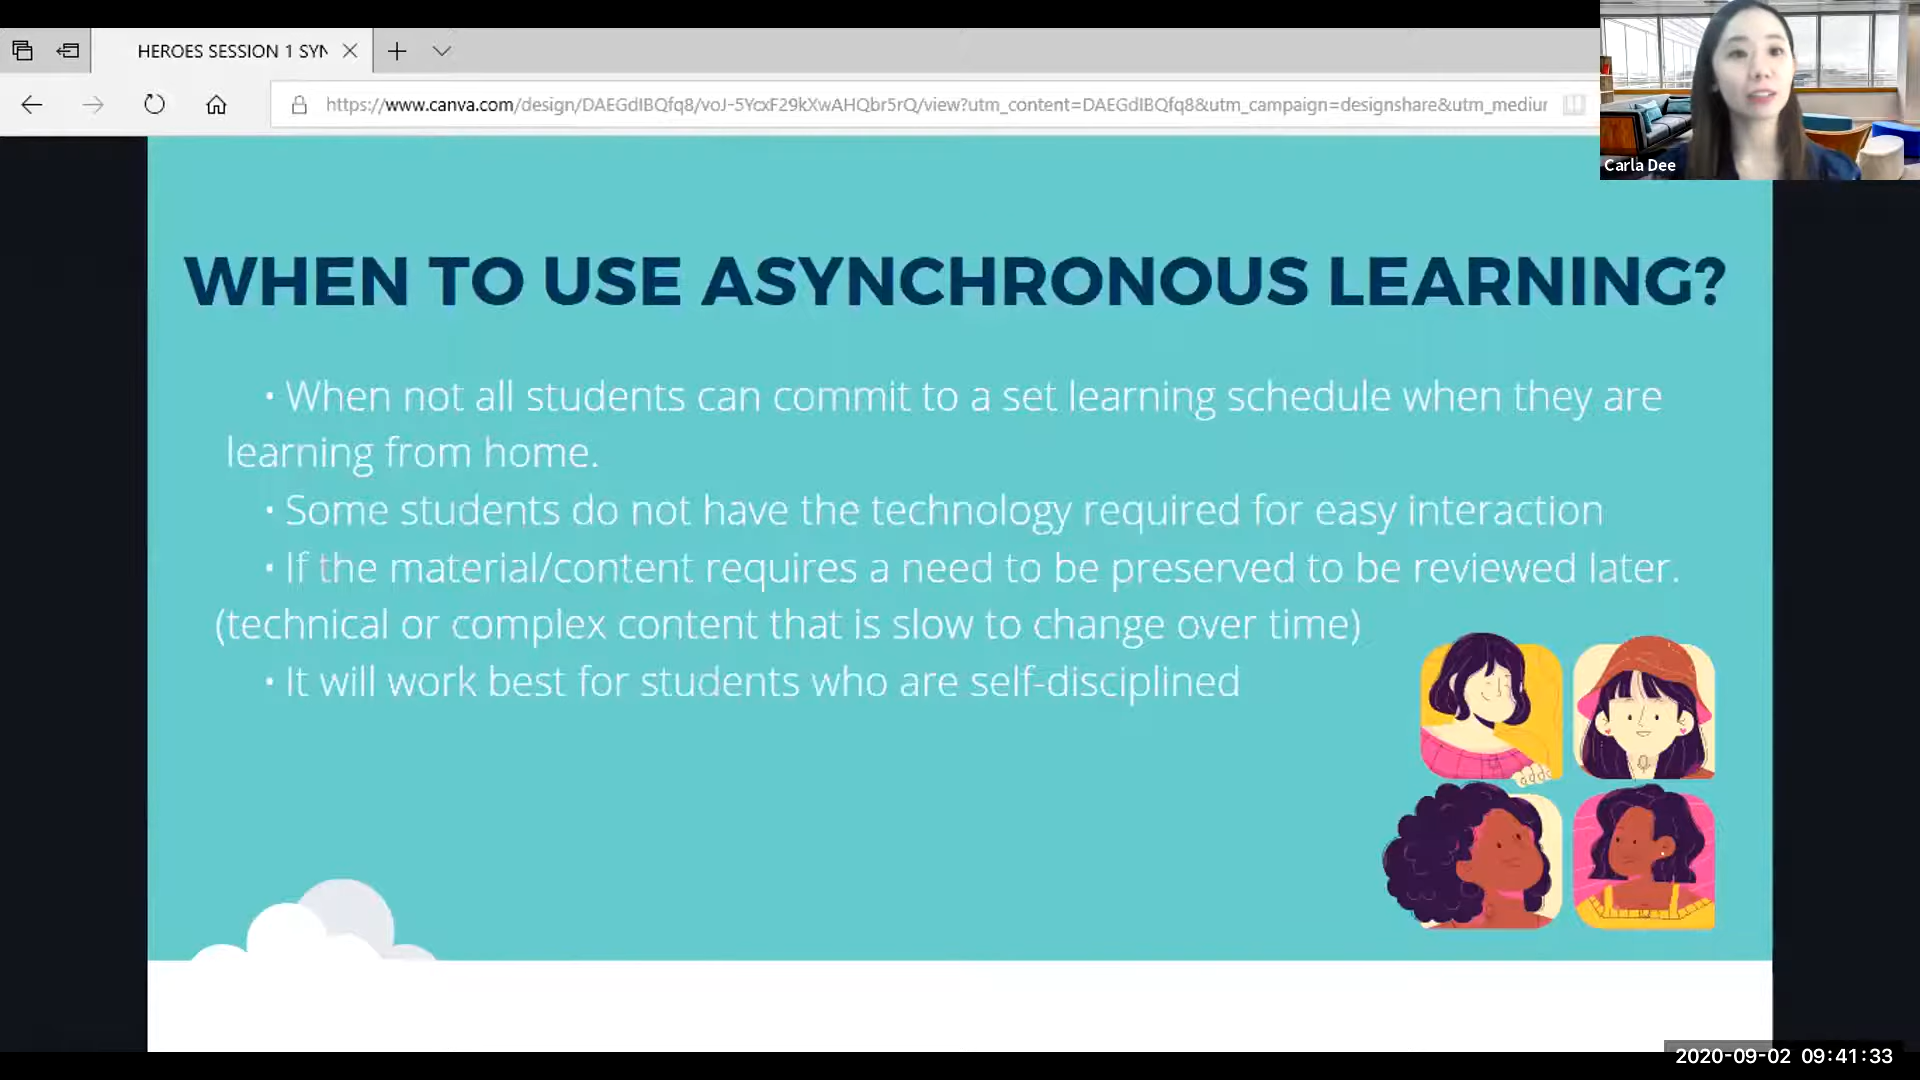 HEROES SESSION 1 SYN
https://www.canva.com/design/DAEGdIBQfq8/voJ-5YcxF29kXwAHQbr5rQ/view?utm_content=DAEGdIBQfq8&utm_campaign=designshare&utm_medium
Carla Dee
WHEN TO USE ASYNCHRONOUS LEARNING?
• When not all students can commit to a set learning schedule when they are
learning from home.
• Some students do not have the technology required for easy interaction
• If the material/content requires a need to be preserved to be reviewed later.
(technical or complex content that is slow to change over time)
• It will work best for students who are self-disciplined
2020-09-02 09:41:33